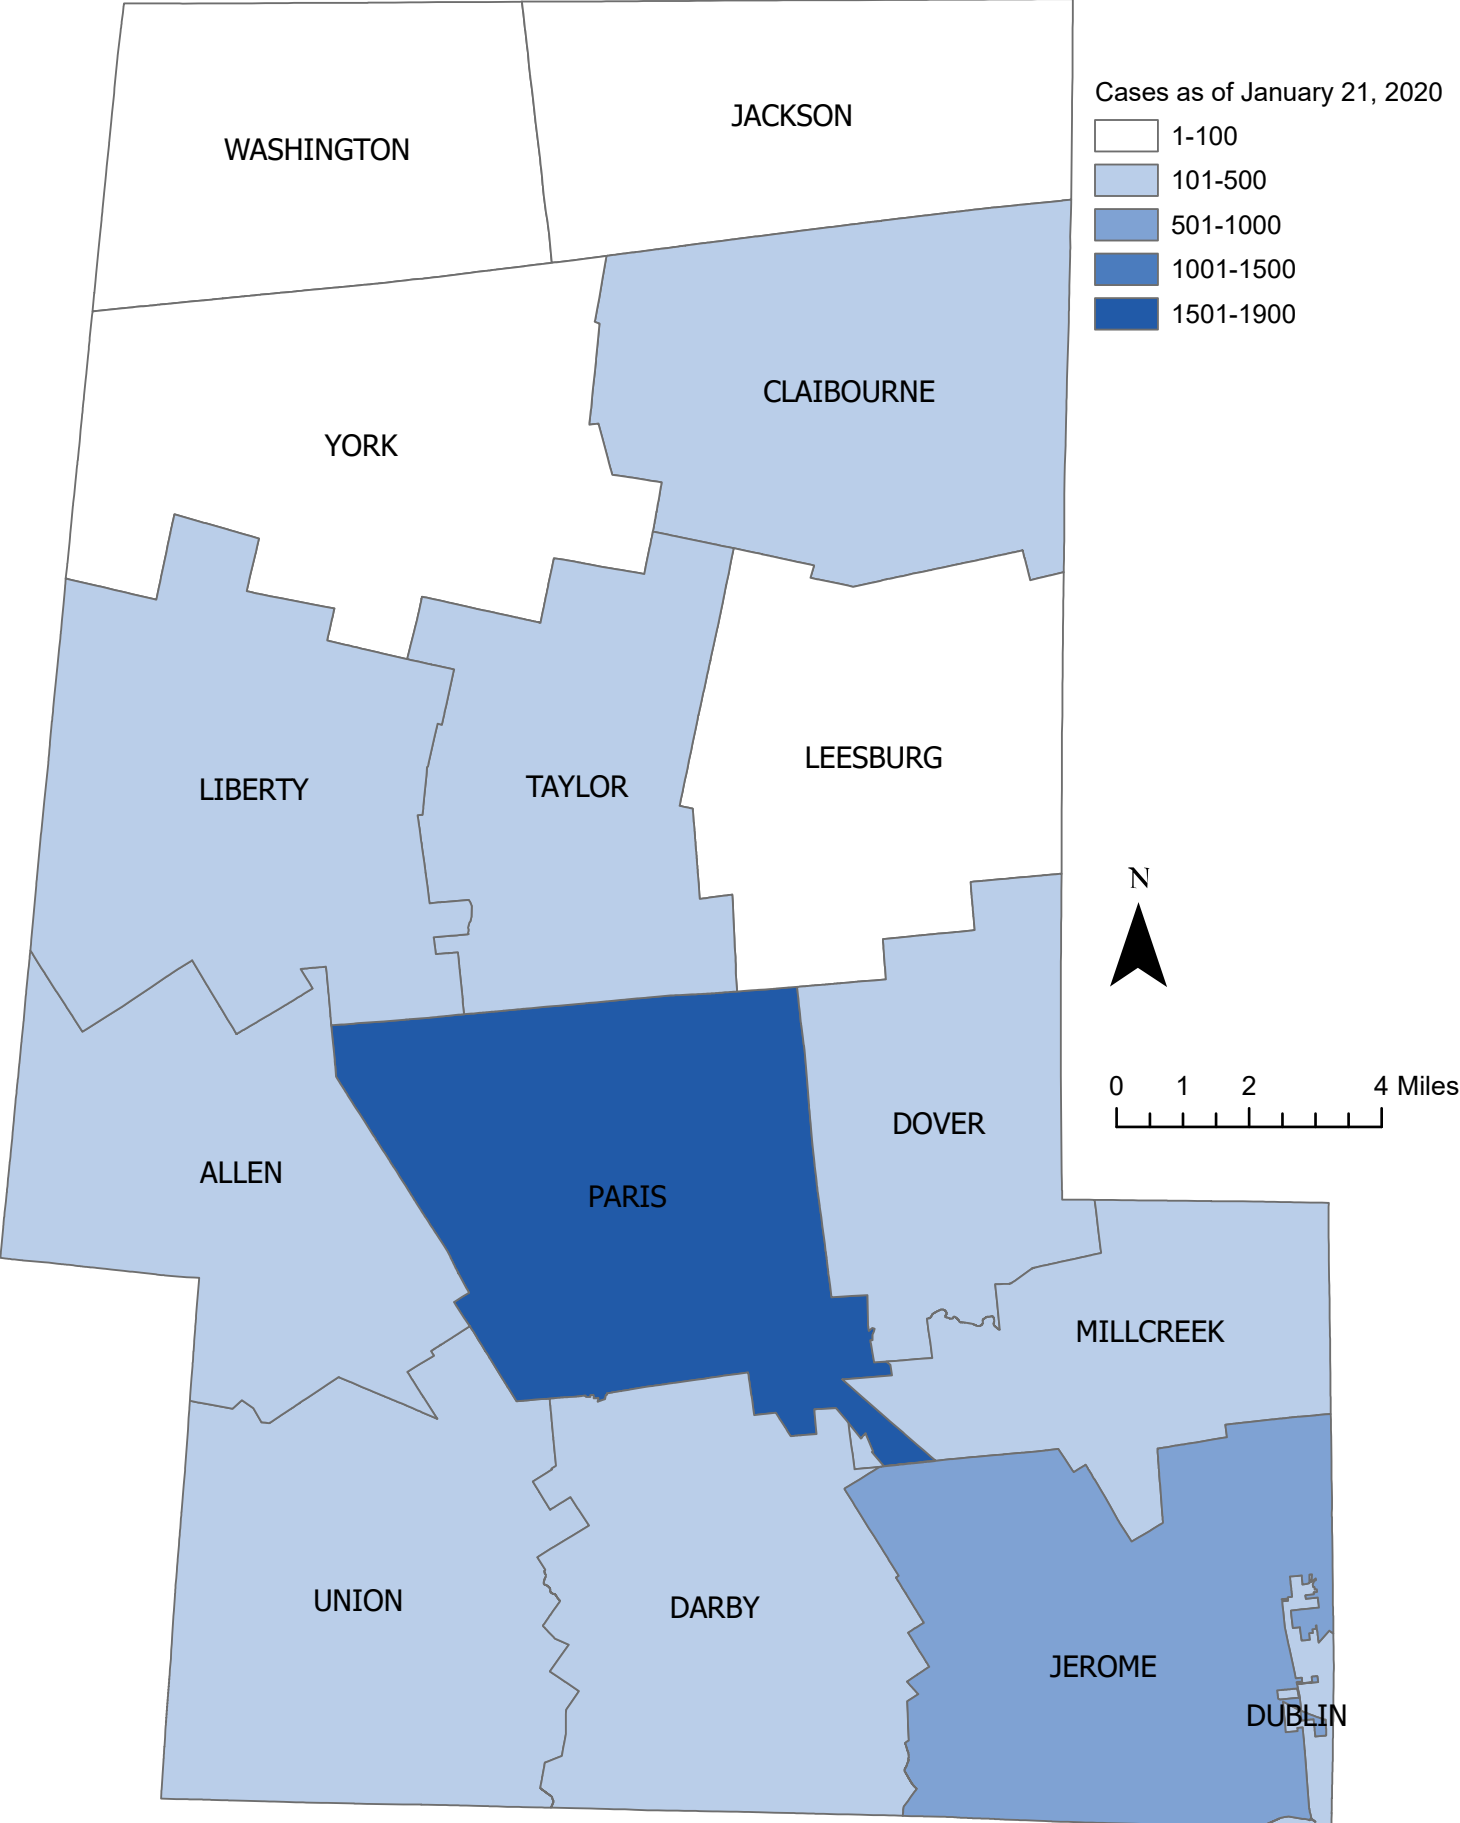 Cases as of January 21, 2020
1-100
101-500
501-1000
1001-1500
1501-1900
JACKSON
WASHINGTON
CLAIBOURNE
YORK
LEESBURG
TAYLOR
LIBERTY
N
0 1 2 4 Miles
DOVER
ALLEN
PARIS
MILLCREEK
UNION
DARBY
JEROME
DUBLIN